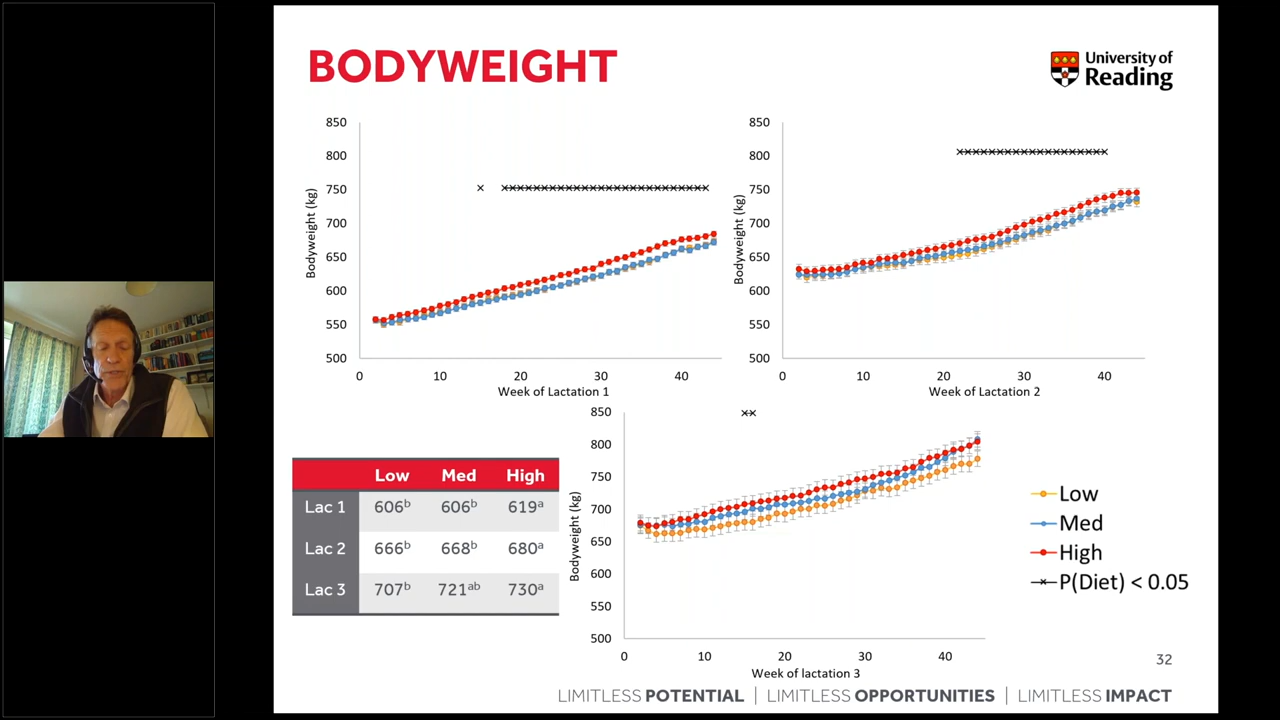 BODYWEIGHT
University of
Reading
850
800
750
700
650
600
550
500
Bodyweight (kg)
0 10 20 30 40
Week of Lactation 1
850
800
750
700
650
600
550
500
Bodyweight (kg)
0 10 20 30 40
Week of Lactation 2
850
800
750
700
650
600
550
500
Bodyweight (kg)
0 10 20 30 40
Week of lactation 3
Low Med High
Lac 1 606b 606b 619a
Lac 2 666b 668b 680a
Lac 3 707b 721ab 730a
Low
Med
High
P(Diet) < 0.05
32
LIMITLESS POTENTIAL | LIMITLESS OPPORTUNITIES | LIMITLESS IMPACT